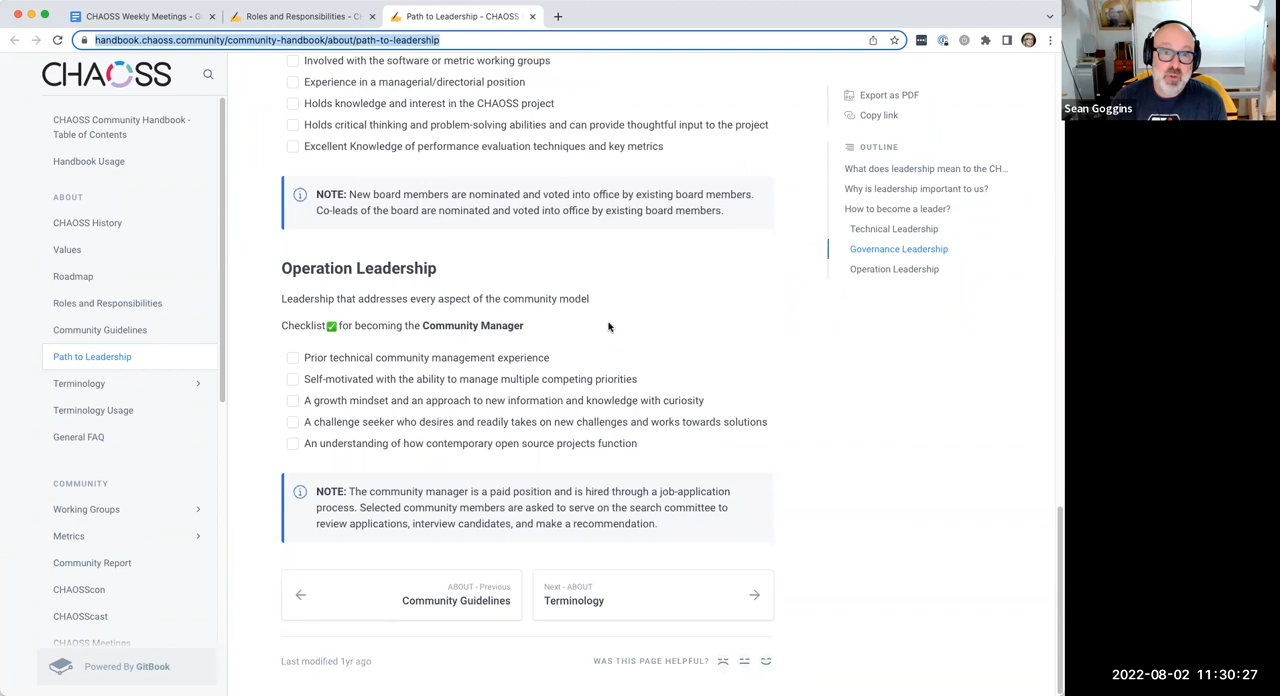 CHAOSS Weekly Meetings - G
Roles and Responsibilities - C
Path to Leadership - CHAOSS
handbook.chaoss.community/community-handbook/about/path-to-leadership
CHAOSS
CHAOSS Community Handbook -
Table of Contents
Handbook Usage
ABOUT
CHAOSS History
Values
Roadmap
Roles and Responsibilities
Community Guidelines
Path to Leadership
Terminology
Terminology Usage
General FAQ
COMMUNITY
Working Groups
Metrics
Community Report
CHAOSScon
CHAOSScast
CHAOSS Meetings
Powered By GitBook
Involved with the software or metric working groups
Experience in a managerial/directorial position
Holds knowledge and interest in the CHAOSS project
Holds critical thinking and problem-solving abilities and can provide thoughtful input to the project
Excellent Knowledge of performance evaluation techniques and key metrics
NOTE: New board members are nominated and voted into office by existing board members.
Co-leads of the board are nominated and voted into office by existing board members.
Operation Leadership
Leadership that addresses every aspect of the community model
Checklist✅ for becoming the Community Manager
Prior technical community management experience
Self-motivated with the ability to manage multiple competing priorities
A growth mindset and an approach to new information and knowledge with curiosity
A challenge seeker who desires and readily takes on new challenges and works towards solutions
An understanding of how contemporary open source projects function
NOTE: The community manager is a paid position and is hired through a job-application
process. Selected community members are asked to serve on the search committee to
review applications, interview candidates, and make a recommendation.
ABOUT - Previous
Community Guidelines
Next - ABOUT
Terminology
Last modified 1yr ago
WAS THIS PAGE HELPFUL?
Export as PDF
Copy link
OUTLINE
What does leadership mean to the CH...
Why is leadership important to us?
How to become a leader?
Technical Leadership
Governance Leadership
Operation Leadership
Sean Goggins
2022-08-02 11:30:27